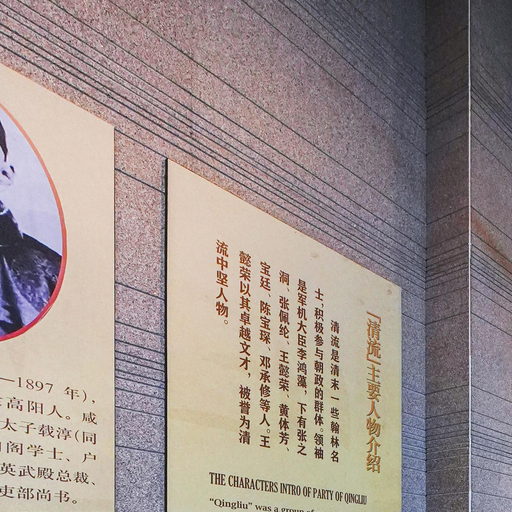 —1897 年),
高阳人。咸
太子载淳(同
阁学士、户
英武殿总裁、
吏部尚书。
「清流」主要人物介绍
清流是清末一些翰林名
士、积极参与朝政的群体。领袖
是军机大臣李鸿藻，下有张之
洞、张佩纶、王懿荣、黄体芳、
宝廷、陈宝琛、邓承修等人。王
懿荣以其卓越文才，被誉为清
流中坚人物。
THE CHARACTERS INTRO OF PARTY OF QINGLIU
"Qingliu" was a group of